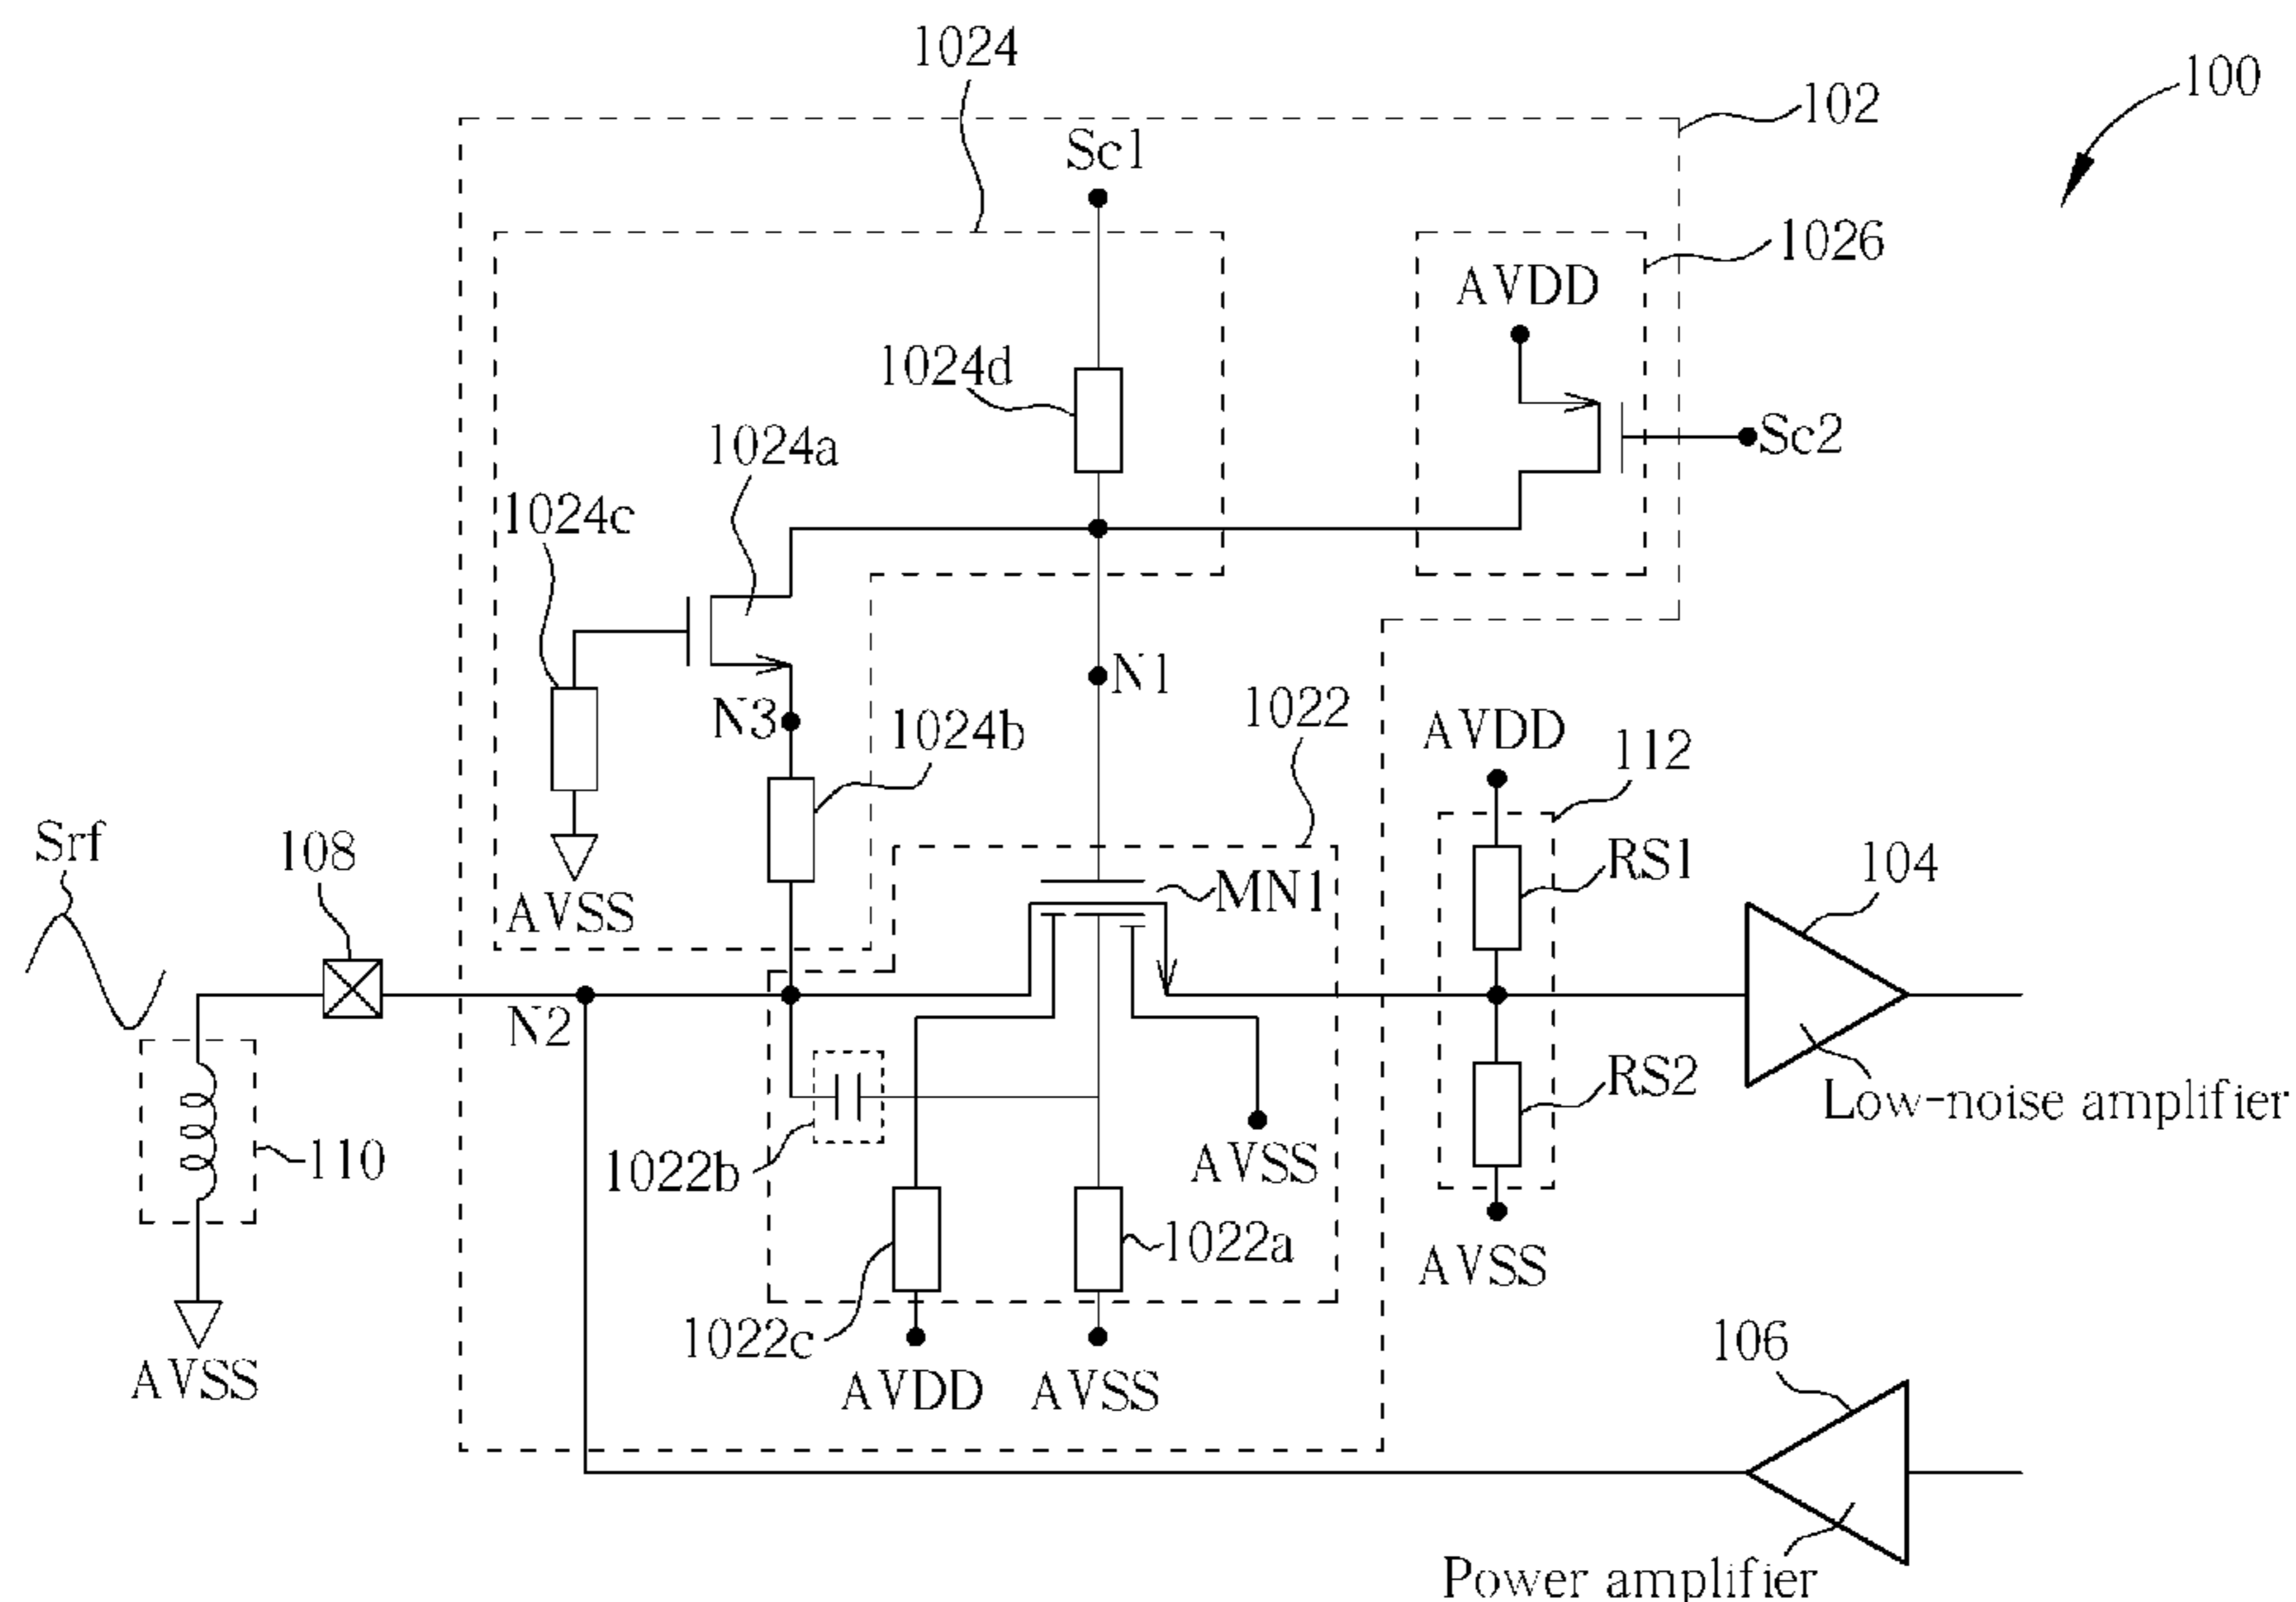 1024
100
102
Sc1
1026
AVDD
1024d
Sc2
1024a
1024c
N1
N3
1024b
1022
AVDD
112
Srf
108
RS1
104
MN1
AVSS
N2
RS2
Low-noise amplifier
110
1022b
AVSS
1022a
AVSS
1022c
106
AVSS
AVDD
AVSS
Power amplifier